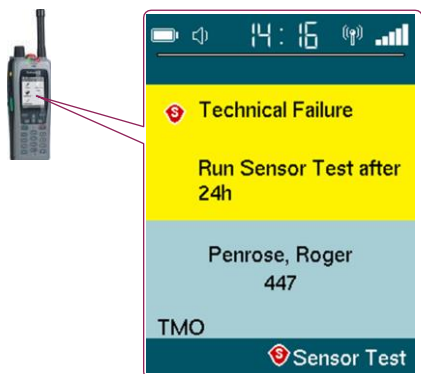 14:16
S Technical Failure
Run Sensor Test after
24h
Penrose, Roger
447
TMO
S Sensor Test